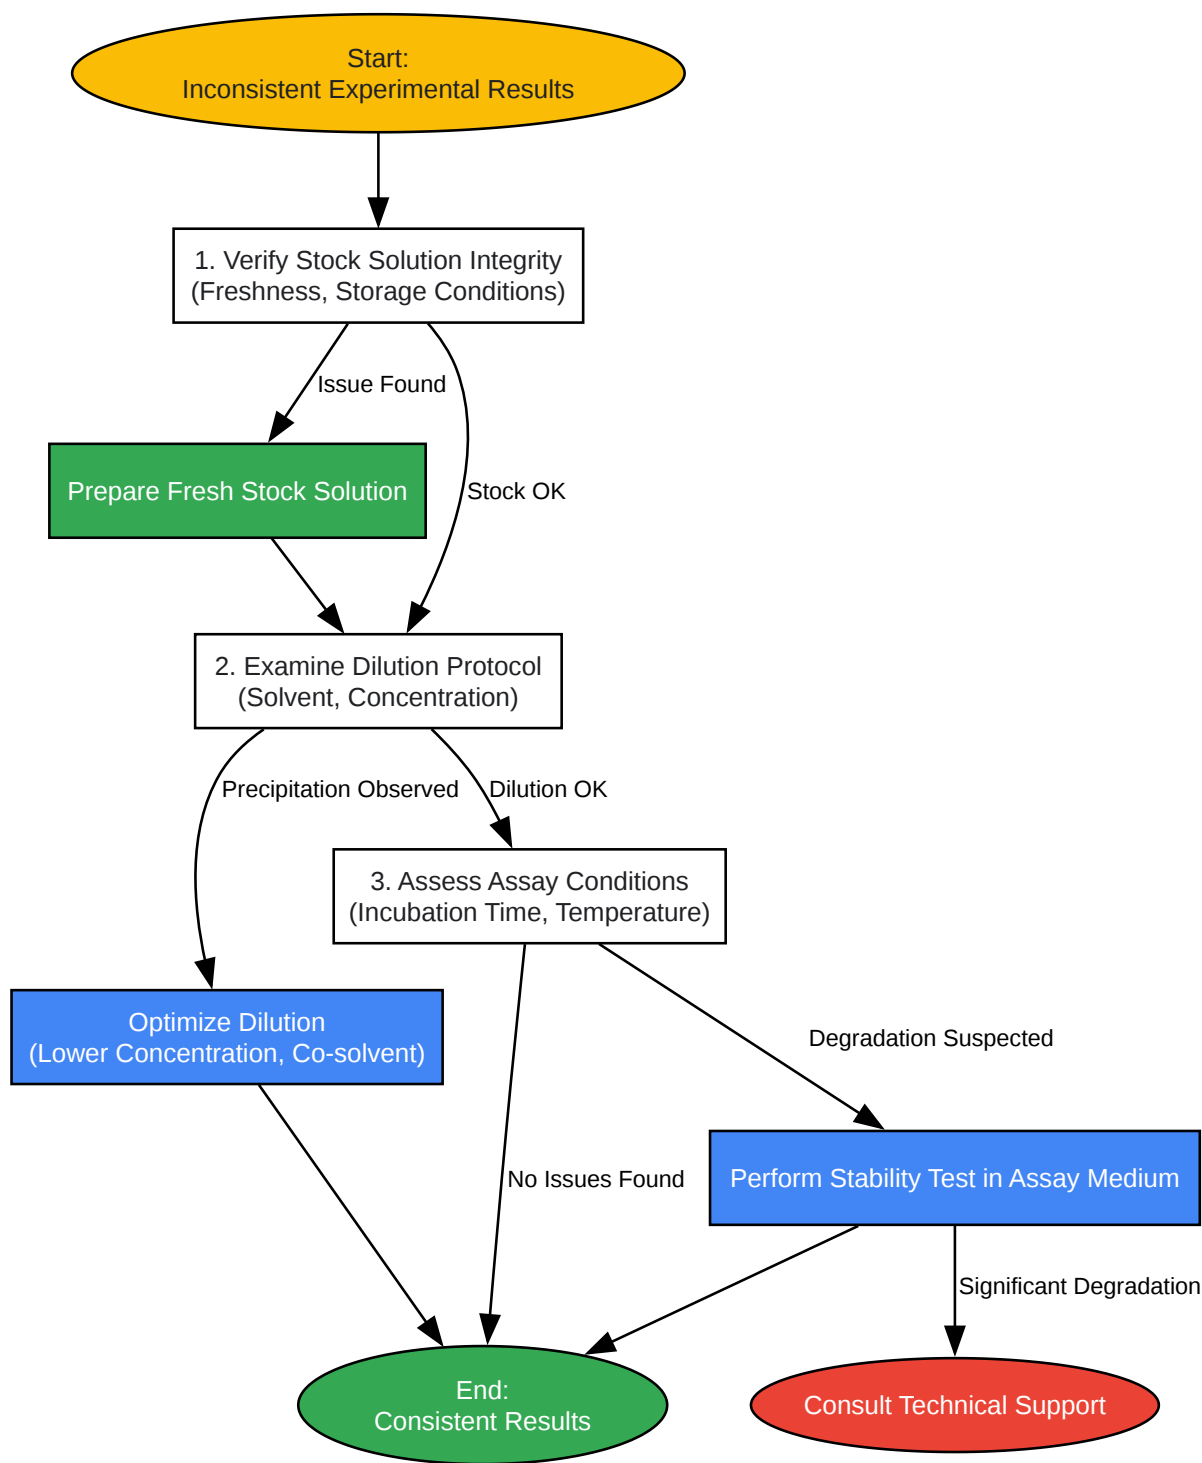 Start:
Inconsistent Experimental Results
1. Verify Stock Solution Integrity
(Freshness, Storage Conditions)
Issue Found
Prepare Fresh Stock Solution
Stock OK
2. Examine Dilution Protocol
(Solvent, Concentration)
Precipitation Observed
Dilution OK
3. Assess Assay Conditions
(Incubation Time, Temperature)
Optimize Dilution
(Lower Concentration, Co-solvent)
Degradation Suspected
No Issues Found
Perform Stability Test in Assay Medium
Significant Degradation
End:
Consistent Results
Consult Technical Support